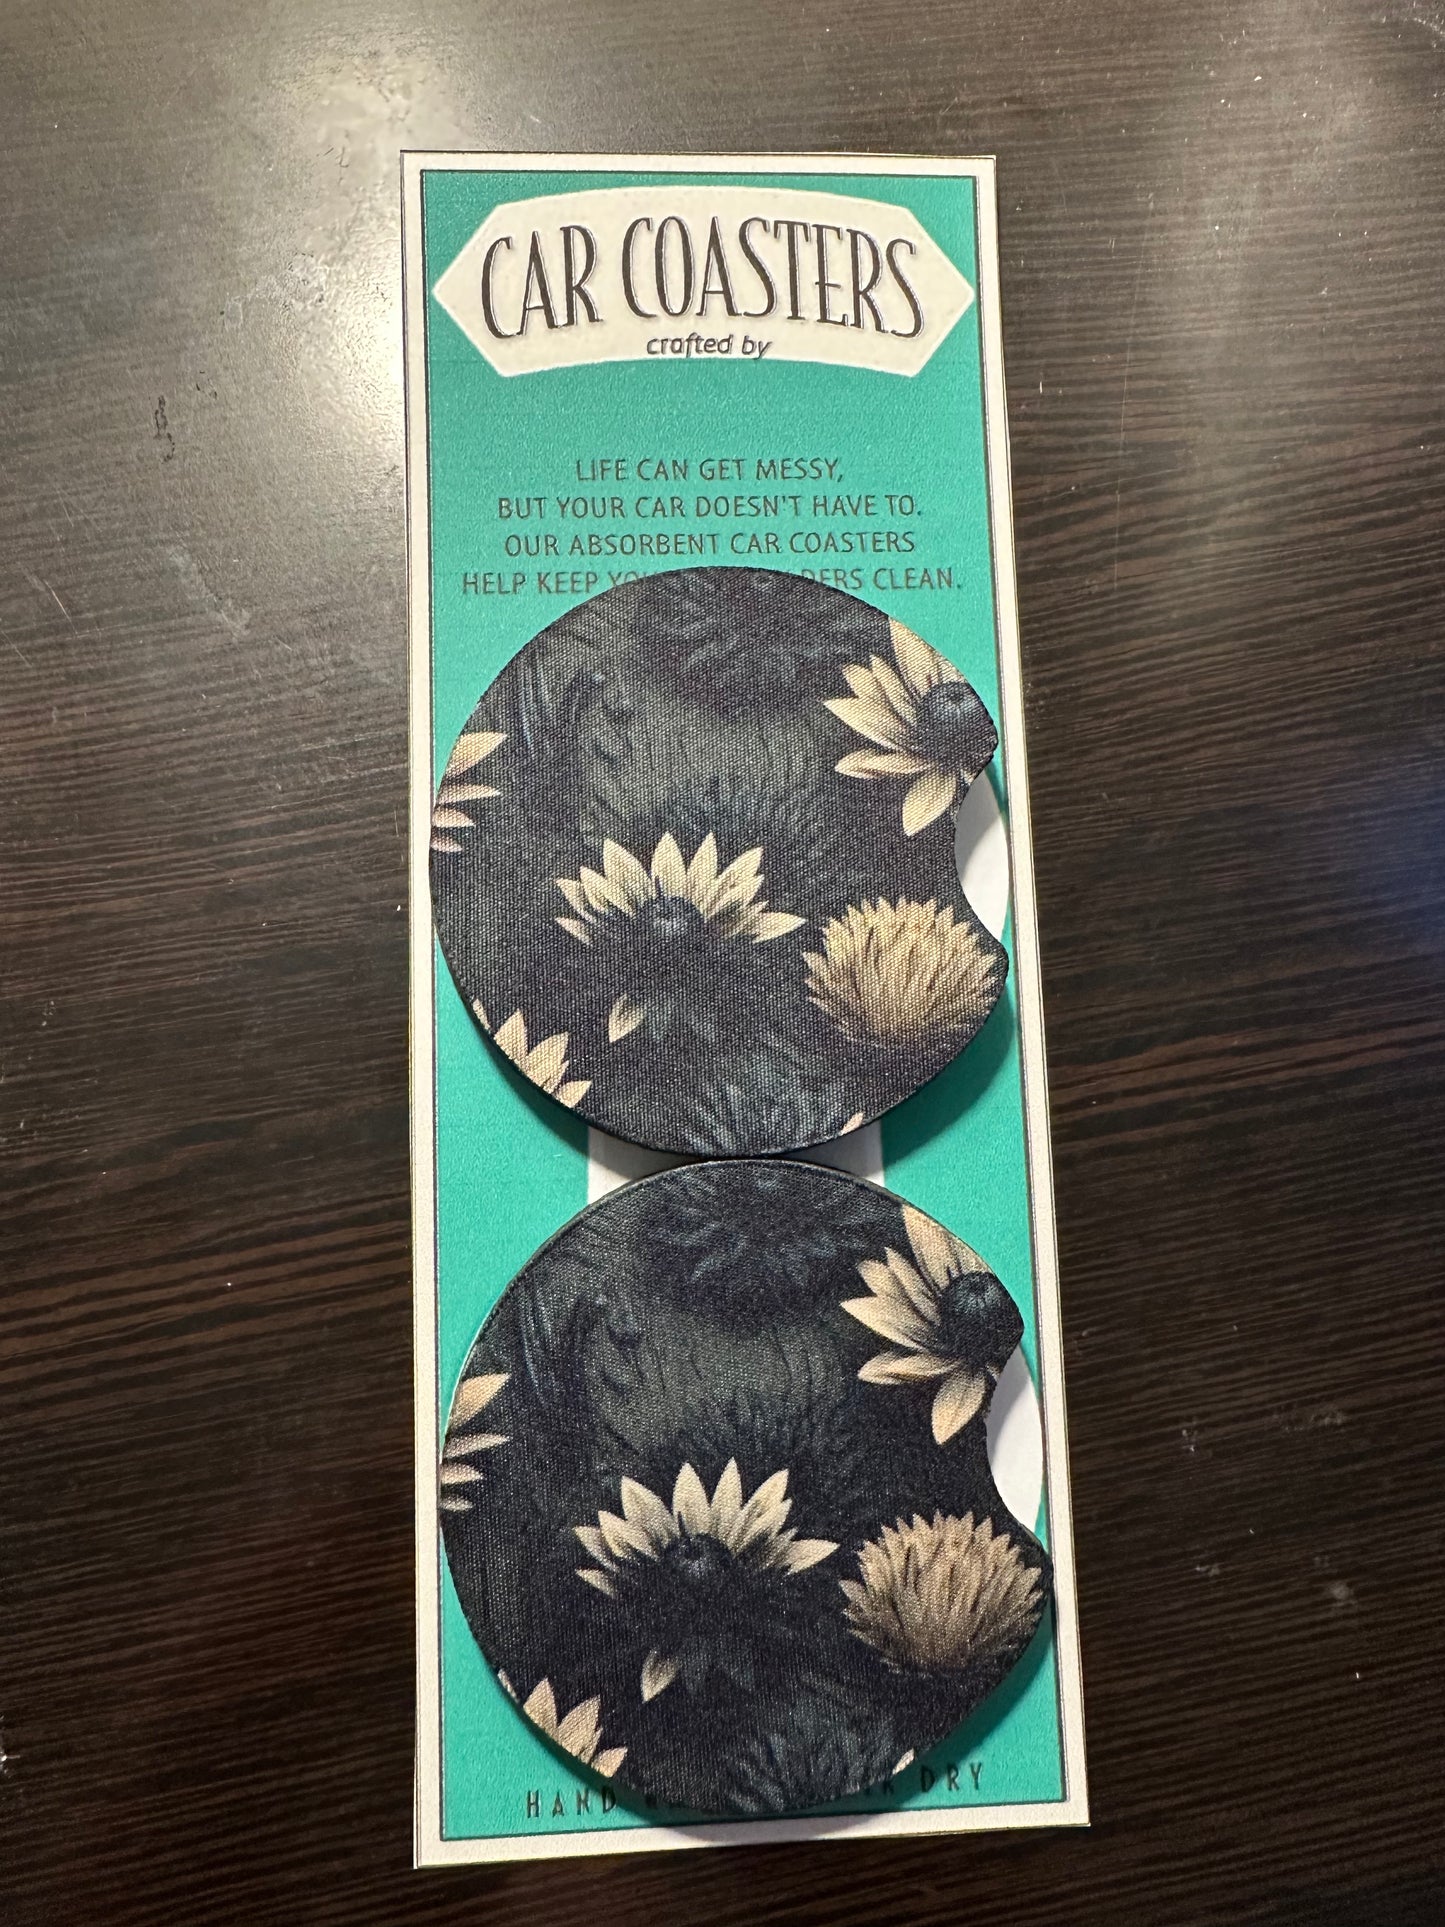 CAR COASTERS
crafted by
LIFE CAN GET MESSY,
BUT YOUR CAR DOESN'T HAVE TO.
OUR ABSORBENT CAR COASTERS
HELP KEEP CLEAN.
HAND DRY